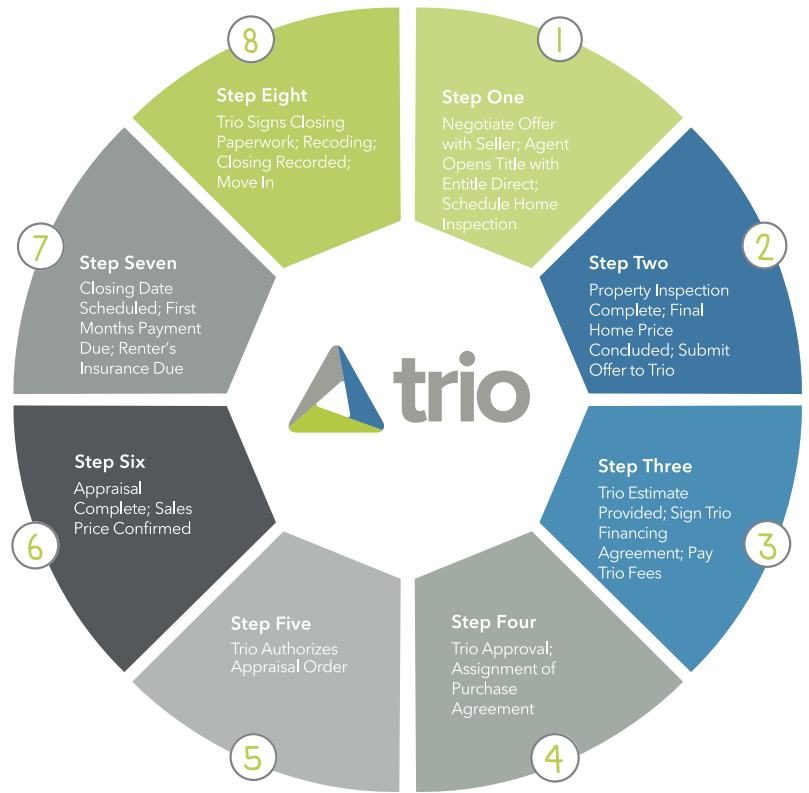 1
Step One
Negotiate Offer
with Seller; Agent
Opens Title with
Entitle Direct;
Schedule Home
Inspection
2
Step Two
Property Inspection
Complete; Final
Home Price
Concluded; Submit
Offer to Trio
3
Step Three
Trio Estimate
Provided; Sign Trio
Financing
Agreement; Pay
Trio Fees
4
Step Four
Trio Approval;
Assignment of
Purchase
Agreement
5
Step Five
Trio Authorizes
Appraisal Order
6
Step Six
Appraisal
Complete; Sales
Price Confirmed
7
Step Seven
Closing Date
Scheduled; First
Months Payment
Due; Renter's
Insurance Due
8
Step Eight
Trio Signs Closing
Paperwork; Recoding;
Closing Recorded;
Move In
trio